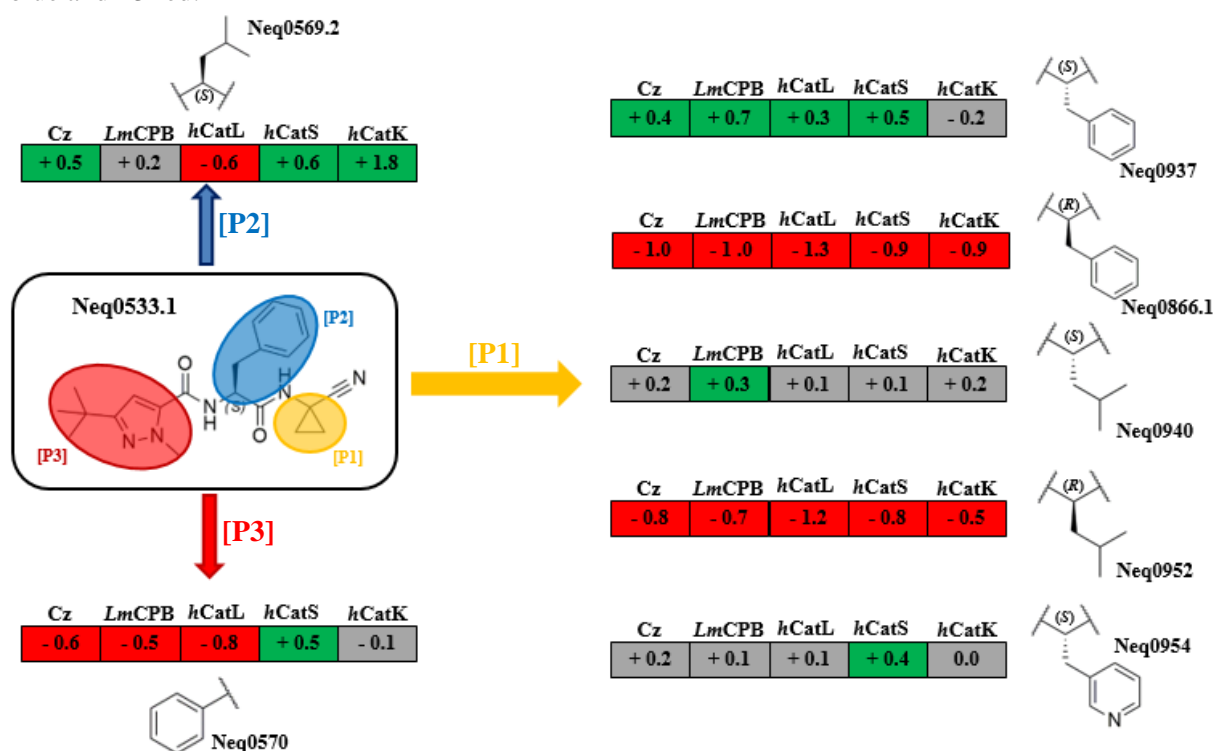 Neq0569.2
(S)
Cz LmCPB hCatL hCatS hCatK
+ 0.5 + 0.2 - 0.6 + 0.6 + 1.8
[P2]
Neq0533.1
[P2]
O
N
H
(S)
O
H
N
N
N
N
[P3]
[P1]
[P3]
Cz LmCPB hCatL hCatS hCatK
- 0.6 - 0.5 - 0.8 + 0.5 - 0.1
Neq0570
[P1]
Cz LmCPB hCatL hCatS hCatK
+ 0.4 + 0.7 + 0.3 + 0.5 - 0.2
(S)
Neq0937
Cz LmCPB hCatL hCatS hCatK
- 1.0 - 1 .0 - 1.3 - 0.9 - 0.9
(R)
Neq0866.1
Cz LmCPB hCatL hCatS hCatK
+ 0.2 + 0.3 + 0.1 + 0.1 + 0.2
(S)
Neq0940
Cz LmCPB hCatL hCatS hCatK
- 0.8 - 0.7 - 1.2 - 0.8 - 0.5
(R)
Neq0952
Cz LmCPB hCatL hCatS hCatK
+ 0.2 + 0.1 + 0.1 + 0.4 0.0
(S)
Neq0954
N